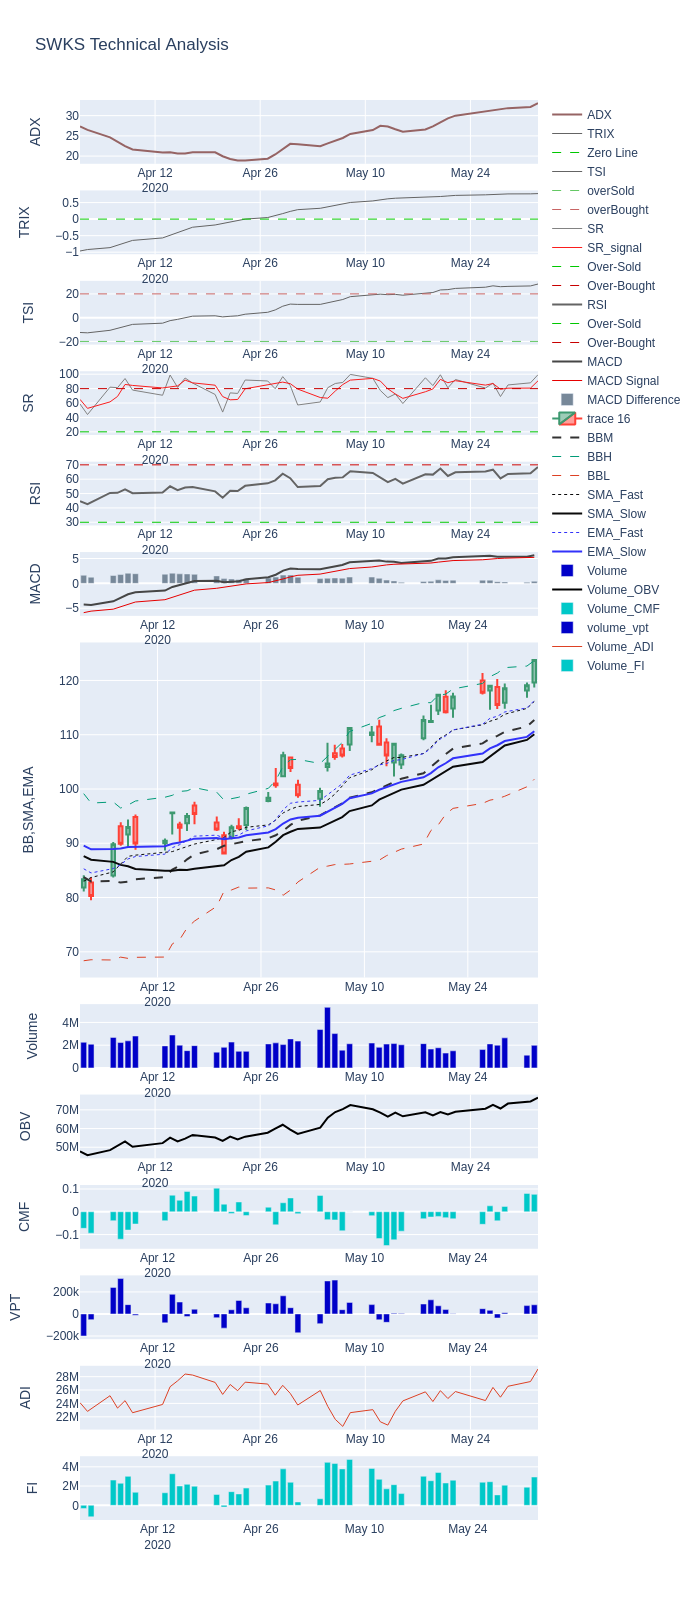 SWKS Technical Analysis
ADX
30
25
20
Apr 12
2020
Apr 26
May 10
May 24
TRIX
0.5
0
−0.5
−1
Apr 12
2020
Apr 26
May 10
May 24
TSI
20
0
−20
Apr 12
2020
Apr 26
May 10
May 24
SR
100
80
60
40
20
Apr 12
2020
Apr 26
May 10
May 24
RSI
70
60
50
40
30
Apr 12
2020
Apr 26
May 10
May 24
MACD
5
0
−5
Apr 12
2020
Apr 26
May 10
May 24
BB,SMA,EMA
120
110
100
90
80
70
Apr 12
2020
Apr 26
May 10
May 24
Volume
4M
2M
0
Apr 12
2020
Apr 26
May 10
May 24
OBV
70M
60M
50M
Apr 12
2020
Apr 26
May 10
May 24
CMF
0.1
0
−0.1
Apr 12
2020
Apr 26
May 10
May 24
VPT
200k
0
−200k
Apr 12
2020
Apr 26
May 10
May 24
ADI
28M
26M
24M
22M
Apr 12
2020
Apr 26
May 10
May 24
FI
4M
2M
0
Apr 12
2020
Apr 26
May 10
May 24
ADX
TRIX
Zero Line
TSI
overSold
overBought
SR
SR_signal
Over-Sold
Over-Bought
RSI
Over-Sold
Over-Bought
MACD
MACD Signal
MACD Difference
trace 16
BBM
BBH
BBL
SMA_Fast
SMA_Slow
EMA_Fast
EMA_Slow
Volume
Volume_OBV
Volume_CMF
volume_vpt
Volume_ADI
Volume_FI